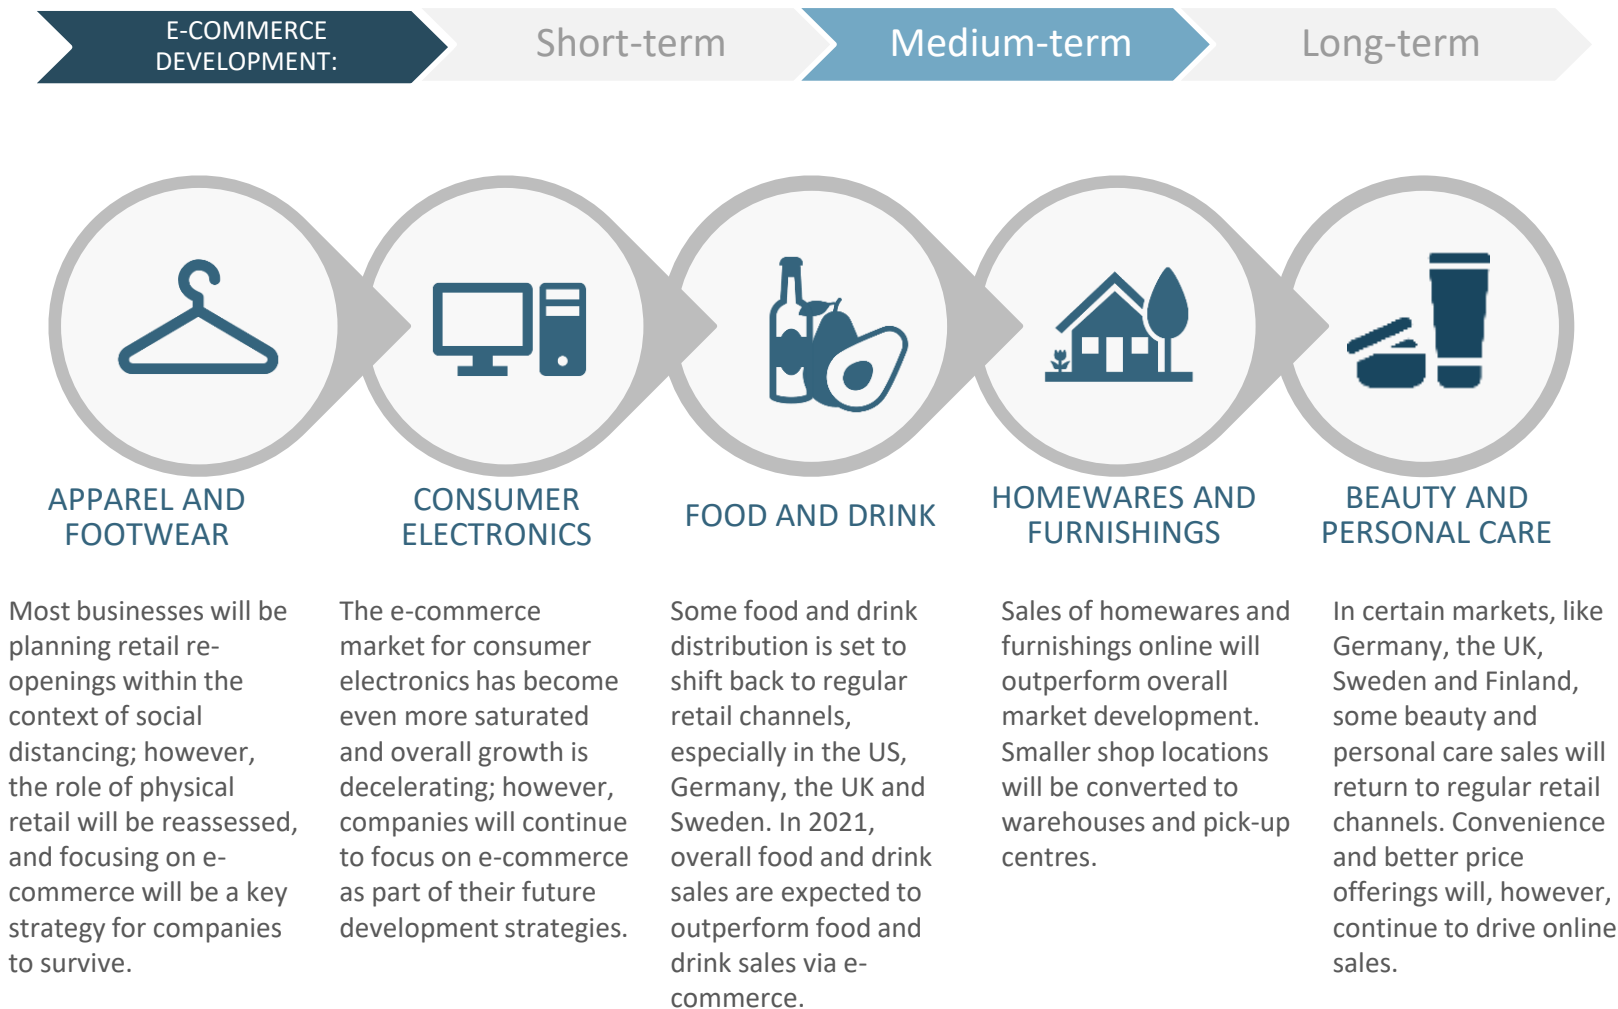 E-COMMERCE
DEVELOPMENT:
Short-term
Medium-term
Long-term
APPAREL AND
FOOTWEAR
Most businesses will be
planning retail re-
openings within the
context of social
distancing; however,
the role of physical
retail will be reassessed,
and focusing on e-
commerce will be a key
strategy for companies
to survive.
CONSUMER
ELECTRONICS
The e-commerce
market for consumer
electronics has become
even more saturated
and overall growth is
decelerating; however,
companies will continue
to focus on e-commerce
as part of their future
development strategies.
FOOD AND DRINK
Some food and drink
distribution is set to
shift back to regular
retail channels,
especially in the US,
Germany, the UK and
Sweden. In 2021,
overall food and drink
sales are expected to
outperform food and
drink sales via e-
commerce.
HOMEWARES AND
FURNISHINGS
Sales of homewares and
furnishings online will
outperform overall
market development.
Smaller shop locations
will be converted to
warehouses and pick-up
centres.
BEAUTY AND
PERSONAL CARE
In certain markets, like
Germany, the UK,
Sweden and Finland,
some beauty and
personal care sales will
return to regular retail
channels. Convenience
and better price
offerings will, however,
continue to drive online
sales.